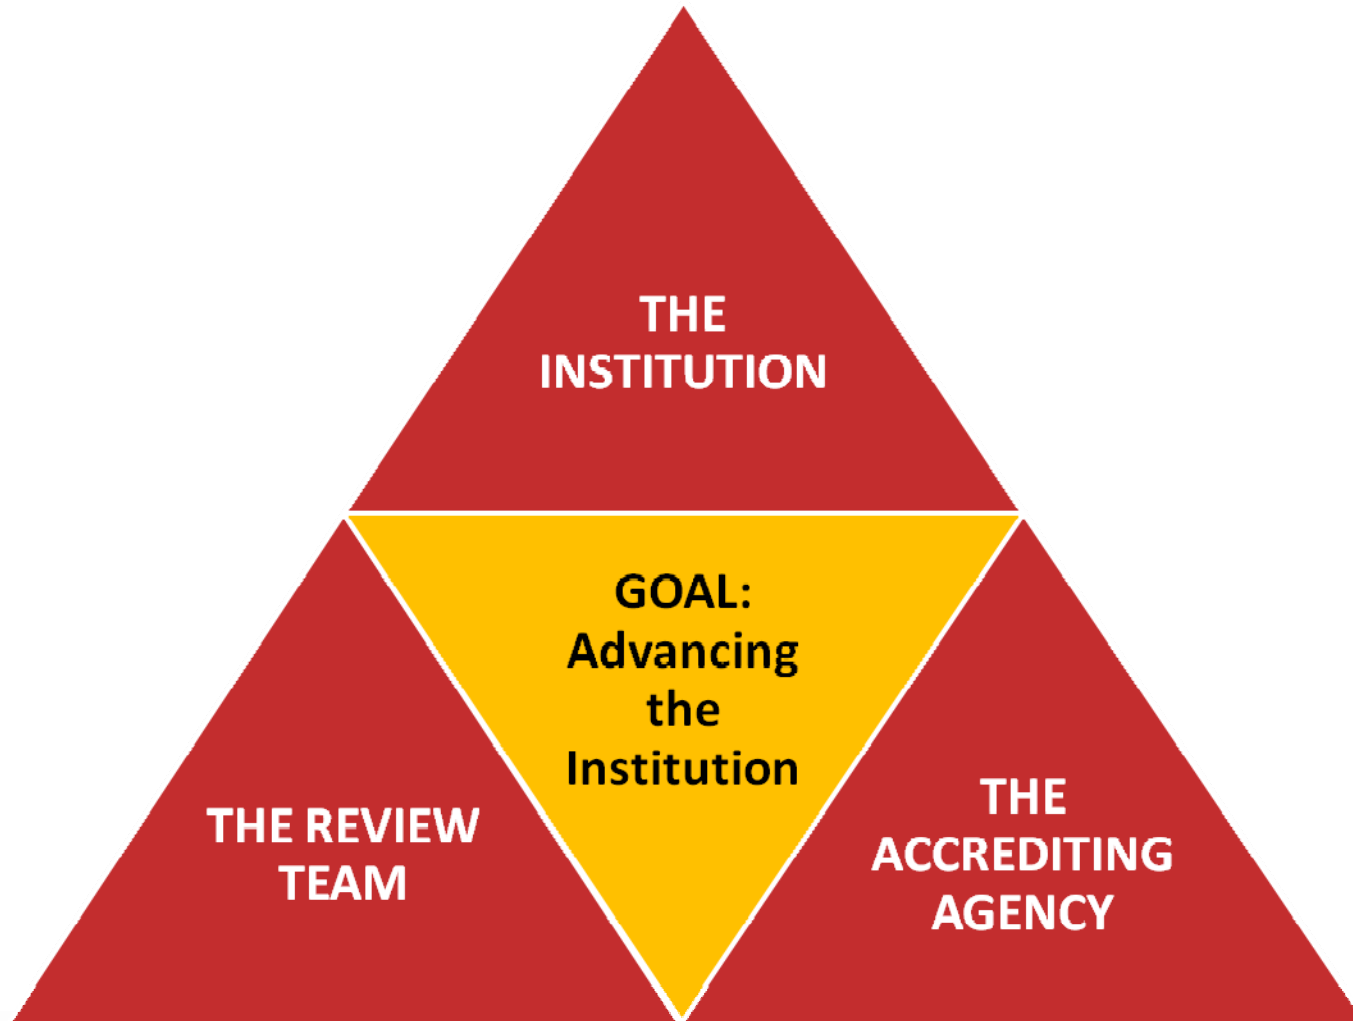 THE
INSTITUTION
GOAL:
Advancing
the
Institution
THE REVIEW
TEAM
THE
ACCREDITING
AGENCY